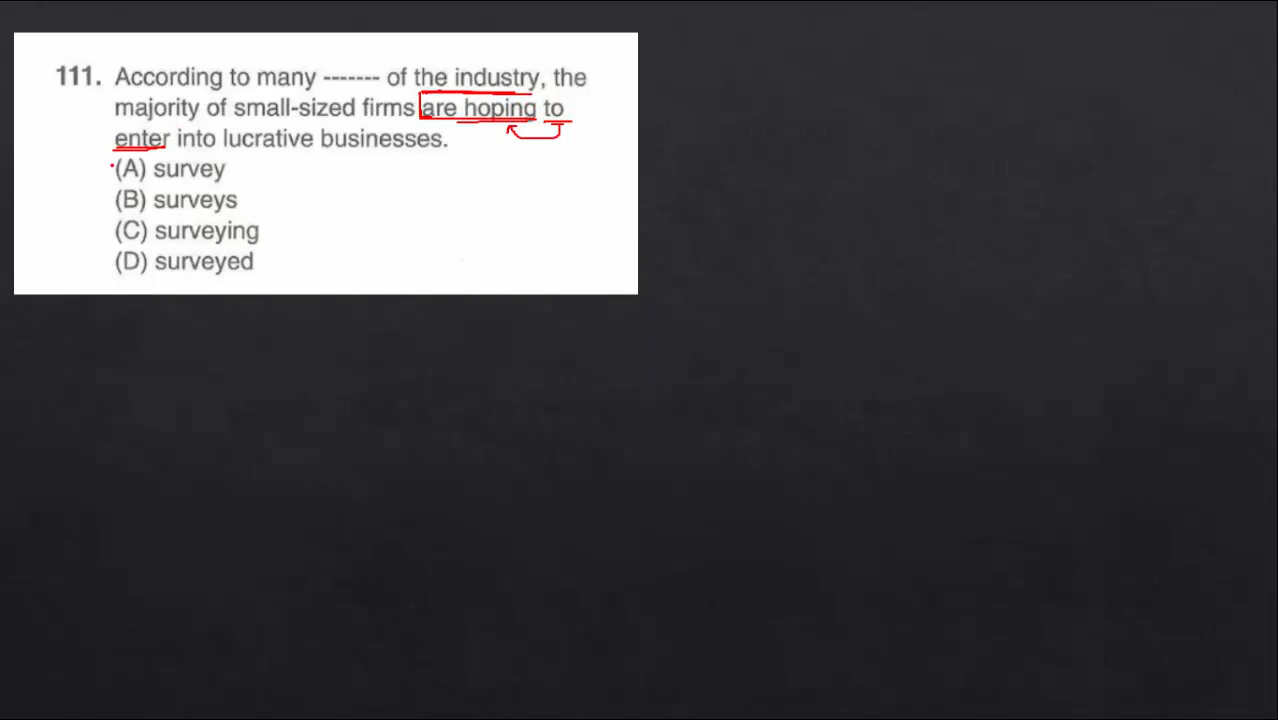 111. According to many ------- of the industry, the
majority of small-sized firms are hoping to
enter into lucrative businesses.
(A) survey
(B) surveys
(C) surveying
(D) surveyed